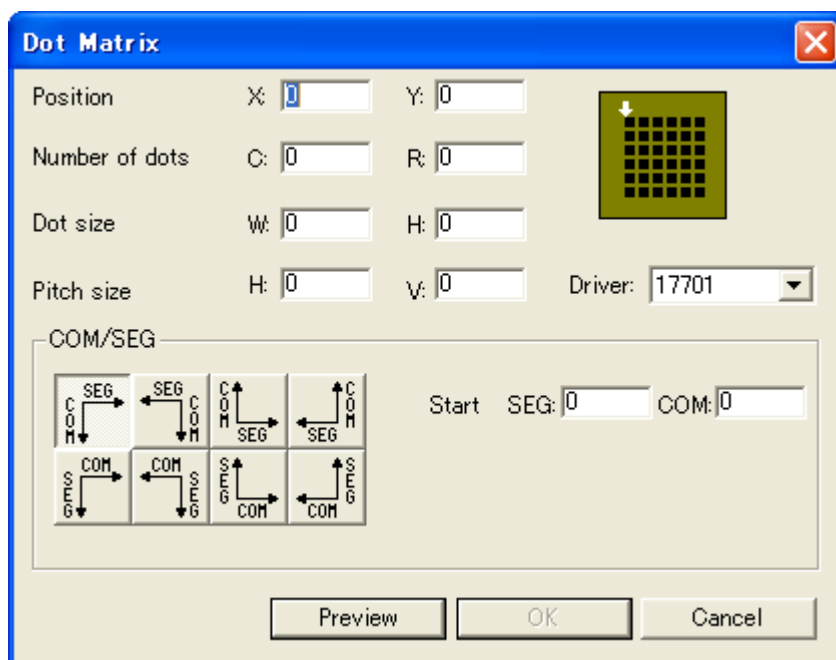 Dot Matrix
Position X: 0 Y: 0
Number of dots C: 0 R: 0
Dot size W: 0 H: 0
Pitch size H: 0 V: 0 Driver: 17701
COM/SEG
SEG COM SEG COM COM SEG COM SEG
Start SEG: 0 COM: 0
COM SEG COM SEG SEG COM SEG COM
Preview OK Cancel